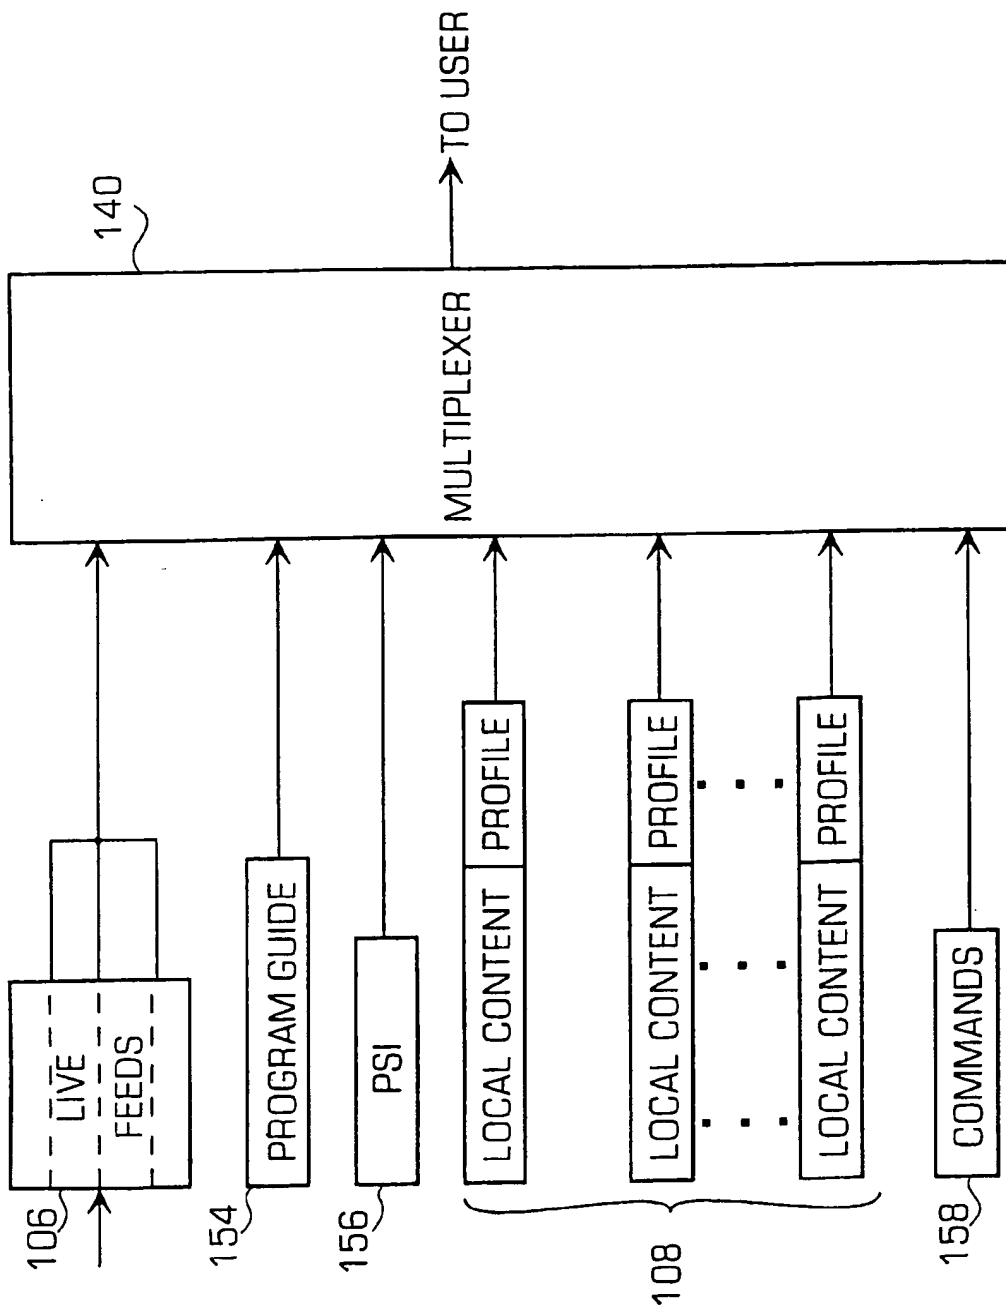 106
LIVE
FEEDS
154
PROGRAM GUIDE
156
PSI
108
LOCAL CONTENT PROFILE
LOCAL CONTENT PROFILE
LOCAL CONTENT PROFILE
158
COMMANDS
MULTIPLEXER
140
TO USER